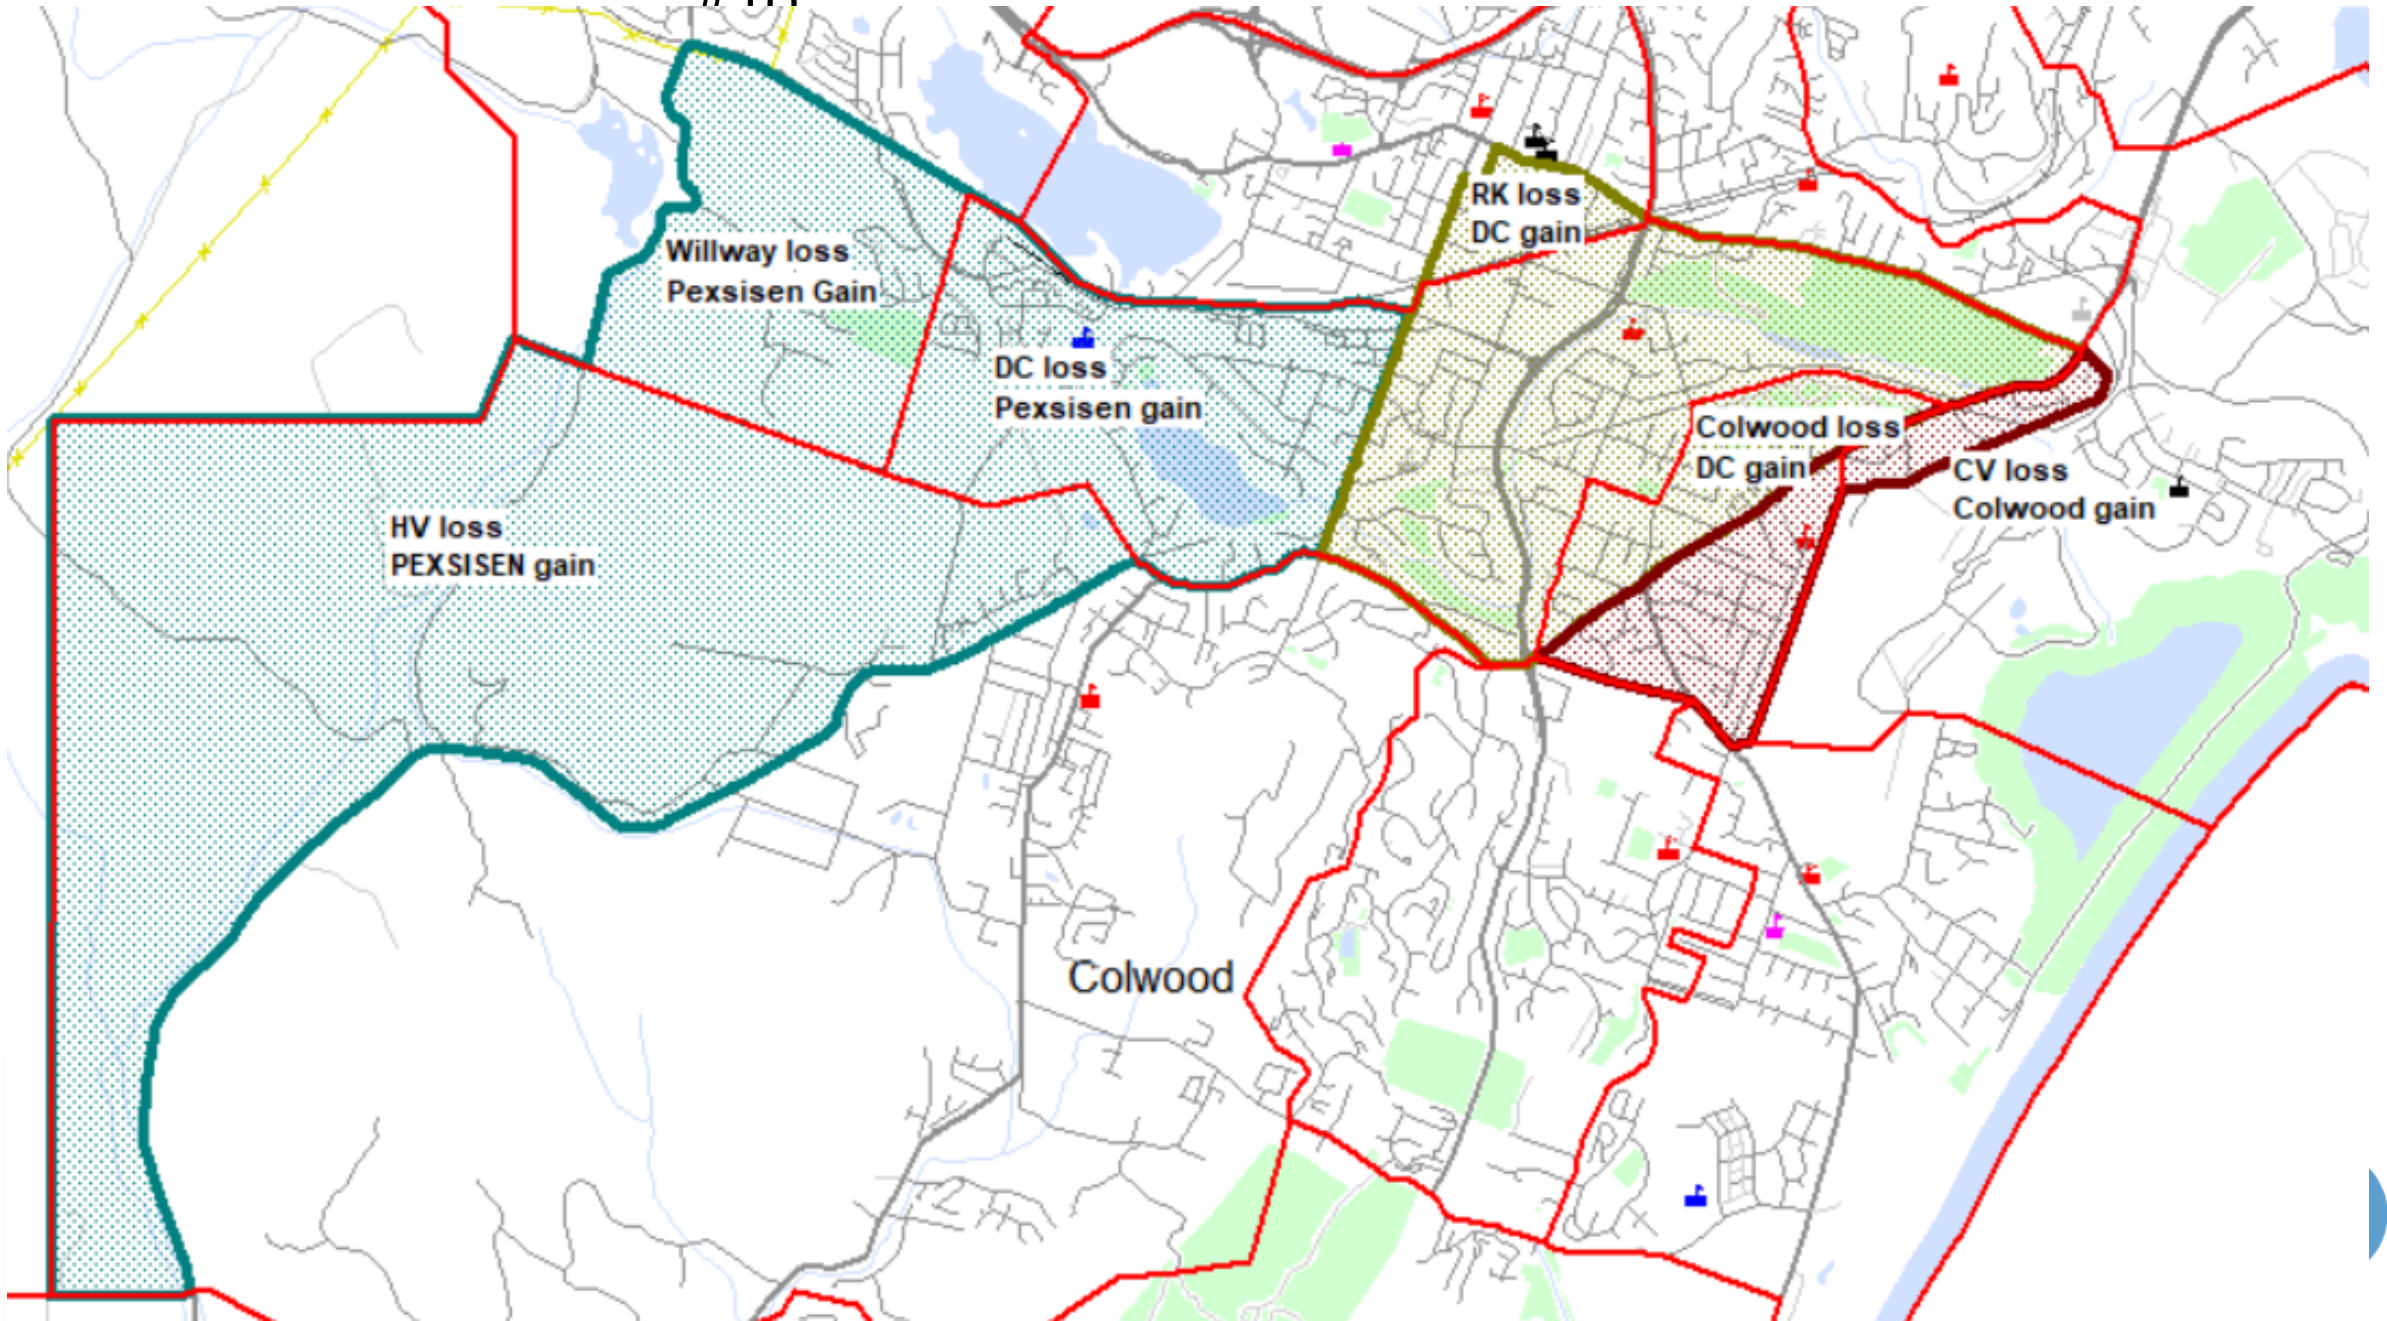 RK loss
DC gain
Willway loss
Pexsisen Gain
DC loss
Pexsisen gain
Colwood loss
DC gain
CV loss
Colwood gain
HV loss
PEXSISEN gain
Colwood